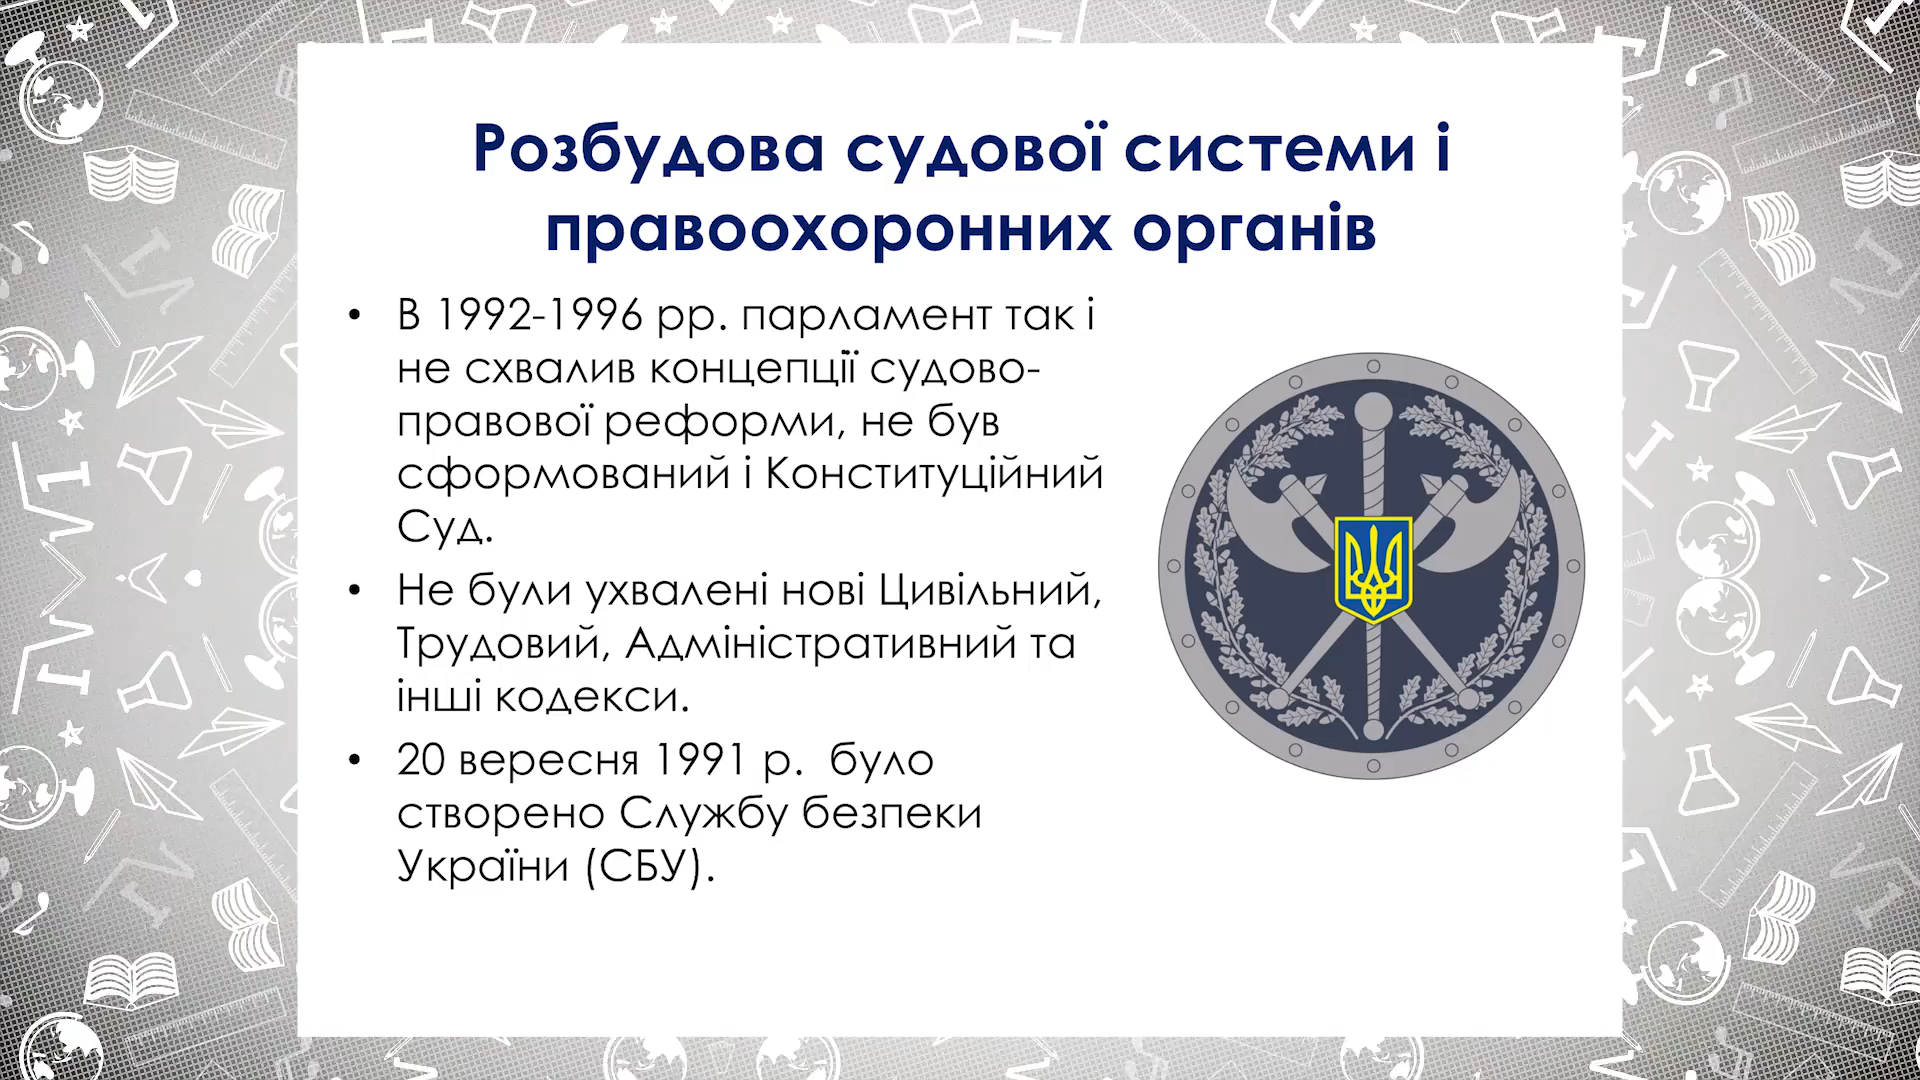 Розбудова судової системи і
правоохоронних органів
• В 1992-1996 рр. парламент так і
не схвалив концепції судово-
правової реформи, не був
сформований і Конституційний
Суд.
• Не були ухвалені нові Цивільний,
Трудовий, Адміністративний та
інші кодекси.
• 20 вересня 1991 р.  було
створено Службу безпеки
України (СБУ).